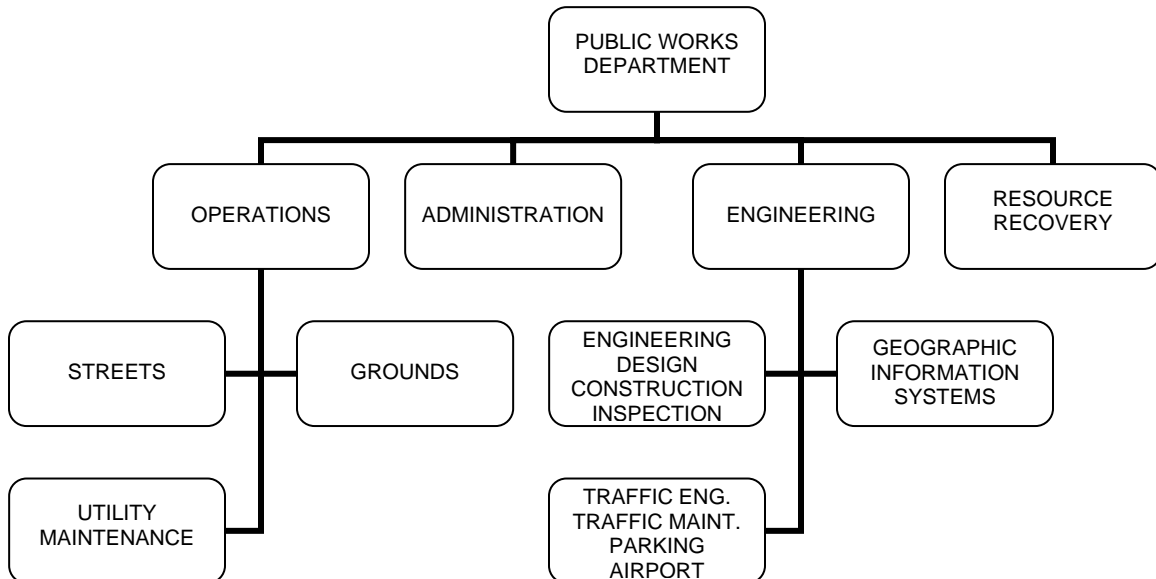 PUBLIC WORKS
DEPARTMENT
OPERATIONS
ADMINISTRATION
ENGINEERING
RESOURCE
RECOVERY
STREETS
GROUNDS
ENGINEERING
DESIGN
CONSTRUCTION
INSPECTION
GEOGRAPHIC
INFORMATION
SYSTEMS
UTILITY
MAINTENANCE
TRAFFIC ENG.
TRAFFIC MAINT.
PARKING
AIRPORT